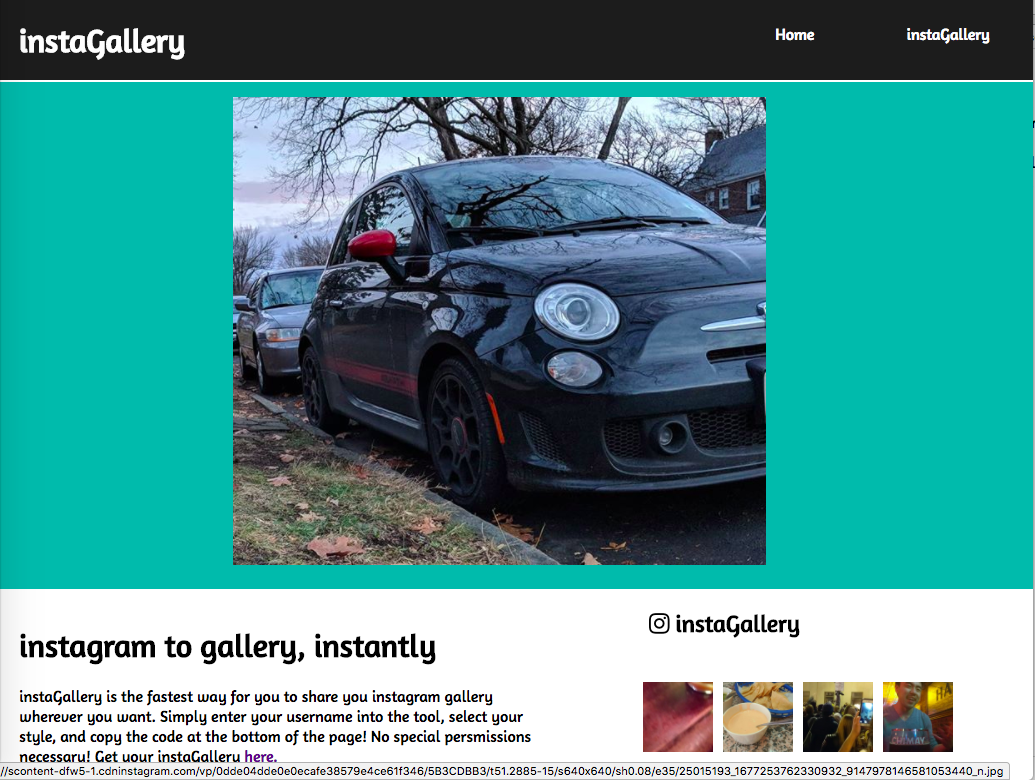 instaGallery
Home
instaGallery
instagram to gallery, instantly
instaGallery
instaGallery is the fastest way for you to share you instagram gallery
wherever you want. Simply enter your username into the tool, select your
style, and copy the code at the bottom of the page! No special persmissions
necessary! Get your instaGallery here.
//scontent-dfw5-1.cdninstagram.com/vp/0dde04dde0e0ecafe38579e4ce61f346/5B3CDBB3/t51.2885-15/s640x640/sh0.08/e35/25015193_1677253762330932_9147978146581053440_n.jpg